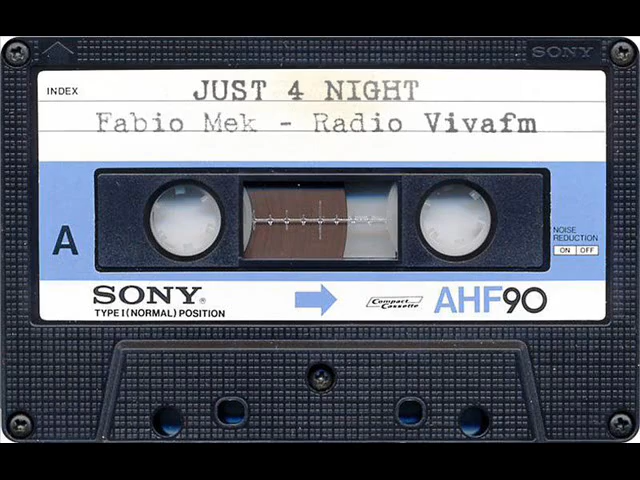 SONY
INDEX
JUST 4 NIGHT
Fabio Mek - Radio Vivafm
A
NOISE
REDUCTION
ON OFF
SONY®
TYPE I (NORMAL) POSITION
Compact
Cassette
AHF90